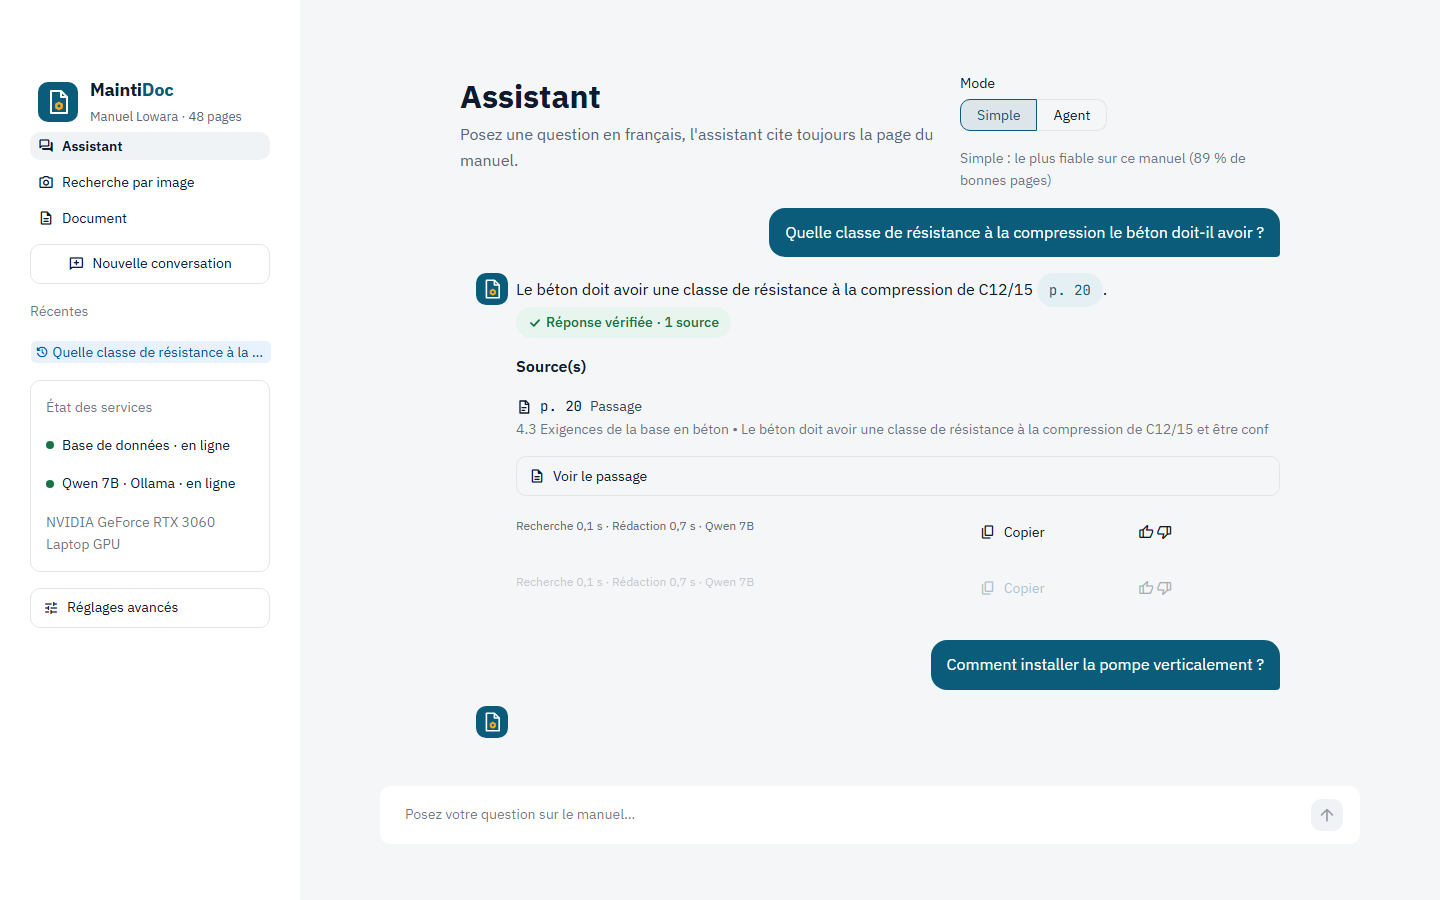 MaintiDoc
Manuel Lowara · 48 pages
Assistant
Recherche par image
Document
Nouvelle conversation
Récentes
Quelle classe de résistance à la ...
État des services
Base de données · en ligne
Qwen 7B · Ollama · en ligne
NVIDIA GeForce RTX 3060
Laptop GPU
Réglages avancés
Assistant
Posez une question en français, l'assistant cite toujours la page du
manuel.
Mode
Simple
Agent
Simple : le plus fiable sur ce manuel (89 % de
bonnes pages)
Quelle classe de résistance à la compression le béton doit-il avoir ?
Le béton doit avoir une classe de résistance à la compression de C12/15 p. 20 .
Réponse vérifiée · 1 source
Source(s)
p. 20 Passage
4.3 Exigences de la base en béton • Le béton doit avoir une classe de résistance à la compression de C12/15 et être conf
Voir le passage
Recherche 0,1 s · Rédaction 0,7 s · Qwen 7B
Copier
Recherche 0,1 s · Rédaction 0,7 s · Qwen 7B
Copier
Comment installer la pompe verticalement ?
Posez votre question sur le manuel...